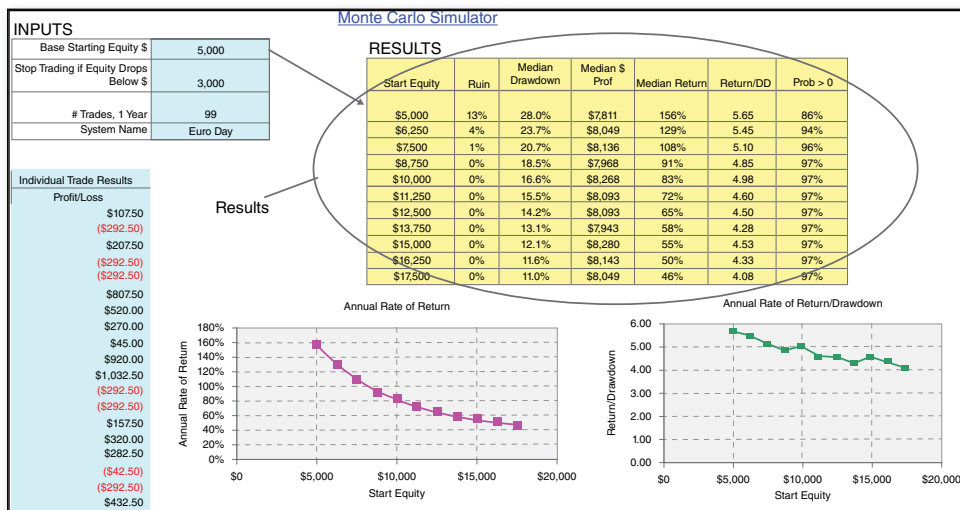 Monte Carlo Simulator
INPUTS
Base Starting Equity $ 5,000
Stop Trading if Equity Drops
Below $ 3,000
# Trades, 1 Year 99
System Name Euro Day
RESULTS
Start Equity Ruin Median Drawdown Median $ Prof Median Return Return/DD Prob > 0
$5,000 13% 28.0% $7,811 156% 5.65 86%
$6,250 4% 23.7% $8,049 129% 5.45 94%
$7,500 1% 20.7% $8,136 108% 5.10 96%
$8,750 0% 18.5% $7,968 91% 4.85 97%
$10,000 0% 16.6% $8,268 83% 4.98 97%
$11,250 0% 15.5% $8,093 72% 4.60 97%
$12,500 0% 14.2% $8,093 65% 4.50 97%
$13,750 0% 13.1% $7,943 58% 4.28 97%
$15,000 0% 12.1% $8,280 55% 4.53 97%
$16,250 0% 11.6% $8,143 50% 4.33 97%
$17,500 0% 11.0% $8,049 46% 4.08 97%
Results
Individual Trade Results
Profit/Loss
$107.50
($292.50)
$207.50
($292.50)
($292.50)
$807.50
$520.00
$270.00
$45.00
$920.00
$1,032.50
($292.50)
($292.50)
$157.50
$320.00
$282.50
($42.50)
($292.50)
$432.50
Annual Rate of Return
Annual Rate of Return
180%
160%
140%
120%
100%
80%
60%
40%
20%
0%
$0 $5,000 $10,000 $15,000 $20,000
Start Equity
Annual Rate of Return/Drawdown
Return/Drawdown
6.00
5.00
4.00
3.00
2.00
1.00
0.00
$0 $5,000 $10,000 $15,000 $20,000
Start Equity